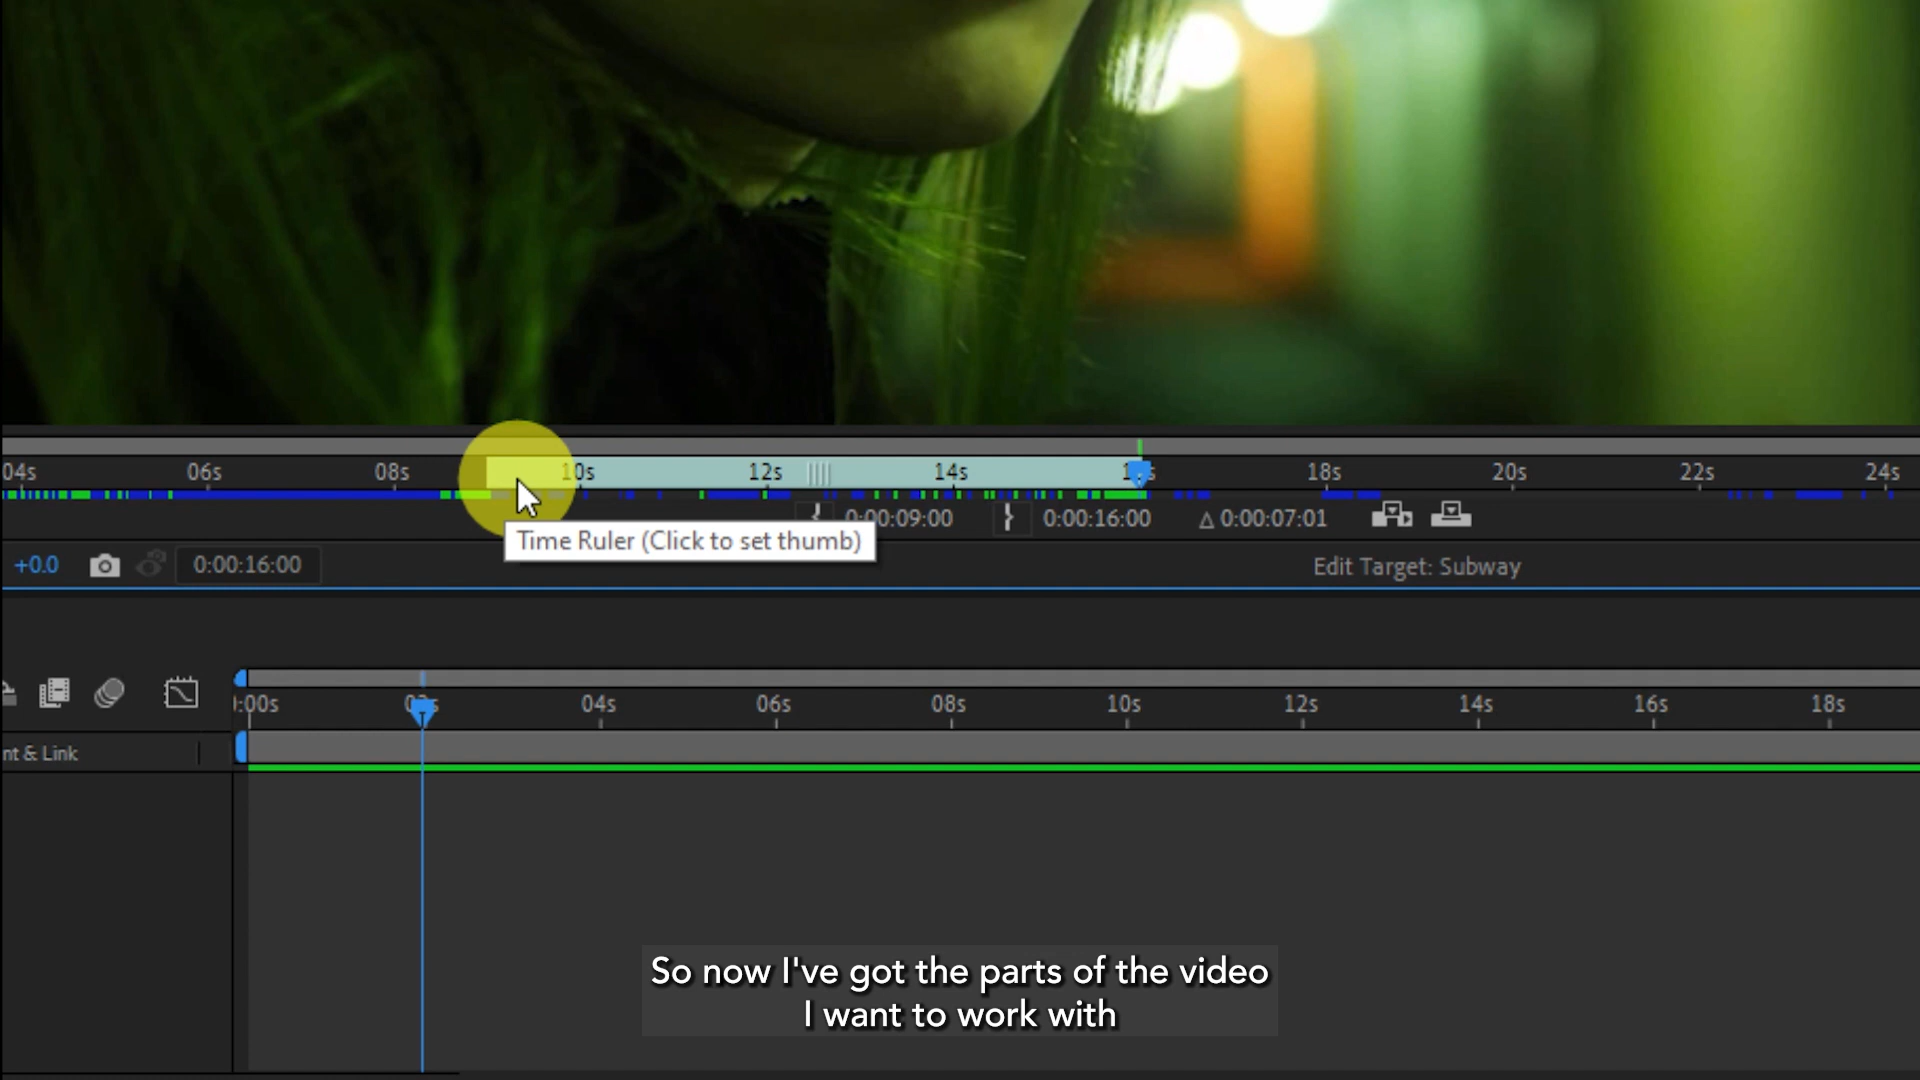 04s 06s 08s 10s 12s 14s 18s 20s 22s 24s
{ 0:00:09:00 } 0:00:16:00 Δ 0:00:07:01
Time Ruler (Click to set thumb)
+0.0 0:00:16:00 Edit Target: Subway
:00s 04s 06s 08s 10s 12s 14s 16s 18s
nt & Link
So now I've got the parts of the video
I want to work with